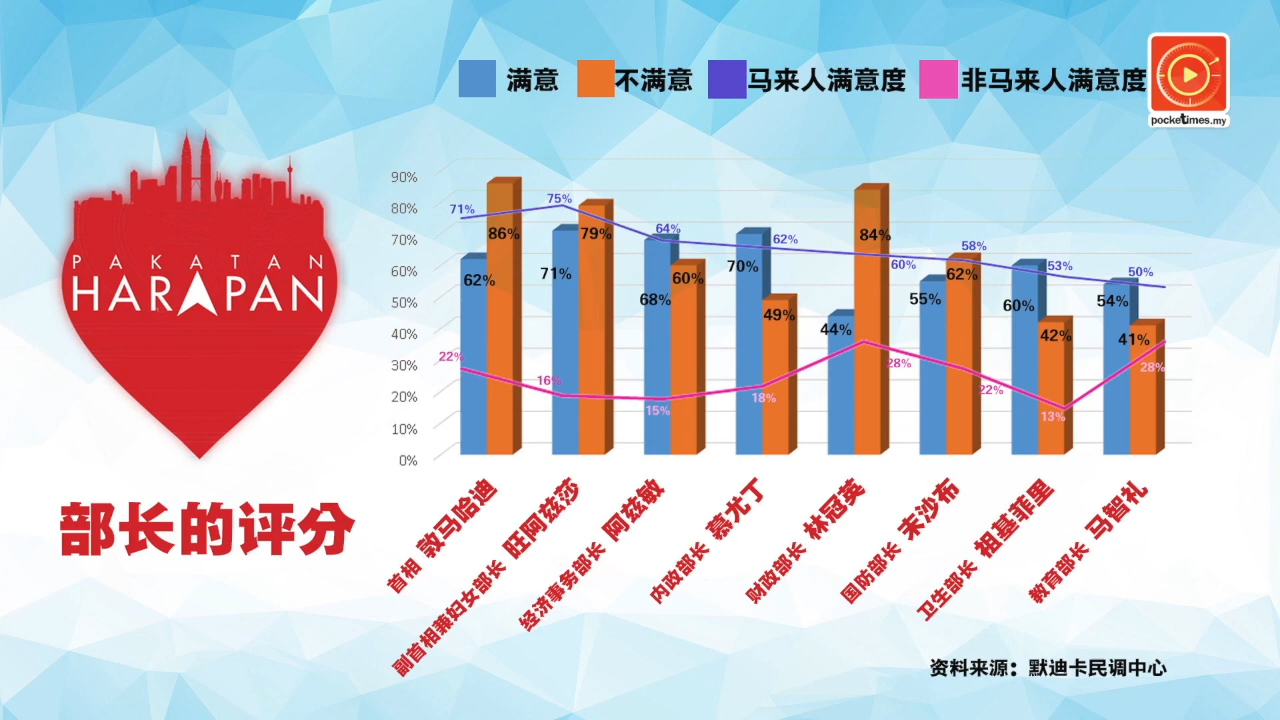 满意 不满意 马来人满意度 非马来人满意度
pocketimes.my
PAKATAN
HARAPAN
部长的评分
90%
80%
70%
60%
50%
40%
30%
20%
10%
0%
71% 75% 64% 62% 60% 58% 53% 50%
62% 86% 71% 79% 68% 60% 70% 49% 44% 84% 55% 62% 60% 42% 54% 41%
22% 16% 15% 18% 28% 22% 13% 28%
首相 敦马哈迪
副首相兼妇女部长 旺阿兹莎
经济事务部长 阿兹敏
内政部长 慕尤丁
财政部长 林冠英
国防部长 末沙布
卫生部长 祖基菲里
教育部长 马智礼
资料来源：默迪卡民调中心